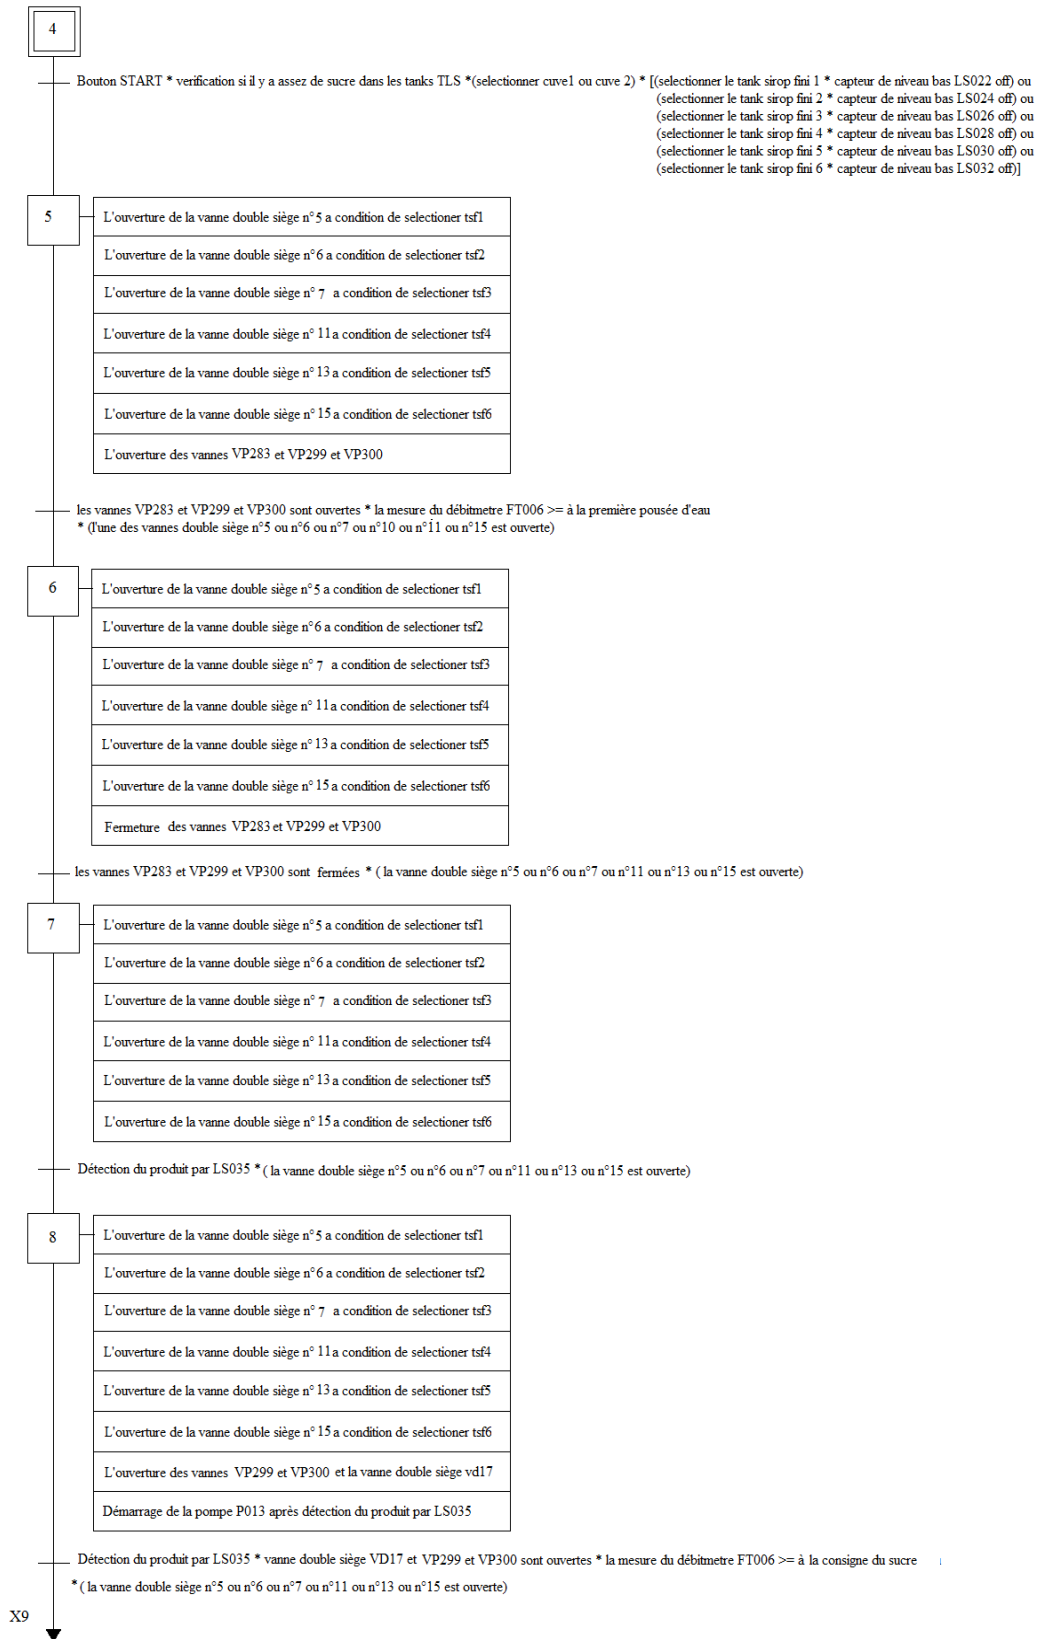 4
Bouton START * verification si il y a assez de sucre dans les tanks TLS *(selectionner cuve1 ou cuve 2) * [(selectionner le tank sirop fini 1 * capteur de niveau bas LS022 off) ou
(selectionner le tank sirop fini 2 * capteur de niveau bas LS024 off) ou
(selectionner le tank sirop fini 3 * capteur de niveau bas LS026 off) ou
(selectionner le tank sirop fini 4 * capteur de niveau bas LS028 off) ou
(selectionner le tank sirop fini 5 * capteur de niveau bas LS030 off) ou
(selectionner le tank sirop fini 6 * capteur de niveau bas LS032 off)]
5
L'ouverture de la vanne double siège n°5 a condition de selectioner tsf1
L'ouverture de la vanne double siège n°6 a condition de selectioner tsf2
L'ouverture de la vanne double siège n° 7 a condition de selectioner tsf3
L'ouverture de la vanne double siège n° 11 a condition de selectioner tsf4
L'ouverture de la vanne double siège n° 13 a condition de selectioner tsf5
L'ouverture de la vanne double siège n° 15 a condition de selectioner tsf6
L'ouverture des vannes VP283 et VP299 et VP300
les vannes VP283 et VP299 et VP300 sont ouvertes * la mesure du débitmetre FT006 >= à la première pousée d'eau
* (l'une des vannes double siège n°5 ou n°6 ou n°7 ou n°10 ou n°11 ou n°15 est ouverte)
6
L'ouverture de la vanne double siège n°5 a condition de selectioner tsf1
L'ouverture de la vanne double siège n°6 a condition de selectioner tsf2
L'ouverture de la vanne double siège n° 7 a condition de selectioner tsf3
L'ouverture de la vanne double siège n° 11 a condition de selectioner tsf4
L'ouverture de la vanne double siège n° 13 a condition de selectioner tsf5
L'ouverture de la vanne double siège n° 15 a condition de selectioner tsf6
Fermeture des vannes VP283 et VP299 et VP300
les vannes VP283 et VP299 et VP300 sont fermées * ( la vanne double siège n°5 ou n°6 ou n°7 ou n°11 ou n°13 ou n°15 est ouverte)
7
L'ouverture de la vanne double siège n°5 a condition de selectioner tsf1
L'ouverture de la vanne double siège n°6 a condition de selectioner tsf2
L'ouverture de la vanne double siège n° 7 a condition de selectioner tsf3
L'ouverture de la vanne double siège n° 11 a condition de selectioner tsf4
L'ouverture de la vanne double siège n° 13 a condition de selectioner tsf5
L'ouverture de la vanne double siège n° 15 a condition de selectioner tsf6
Détection du produit par LS035 * ( la vanne double siège n°5 ou n°6 ou n°7 ou n°11 ou n°13 ou n°15 est ouverte)
8
L'ouverture de la vanne double siège n°5 a condition de selectioner tsf1
L'ouverture de la vanne double siège n°6 a condition de selectioner tsf2
L'ouverture de la vanne double siège n° 7 a condition de selectioner tsf3
L'ouverture de la vanne double siège n° 11 a condition de selectioner tsf4
L'ouverture de la vanne double siège n° 13 a condition de selectioner tsf5
L'ouverture de la vanne double siège n° 15 a condition de selectioner tsf6
L'ouverture des vannes VP299 et VP300 et la vanne double siège vd17
Démarrage de la pompe P013 après détection du produit par LS035
Détection du produit par LS035 * vanne double siège VD17 et VP299 et VP300 sont ouvertes * la mesure du débitmetre FT006 >= à la consigne du sucre
* ( la vanne double siège n°5 ou n°6 ou n°7 ou n°11 ou n°13 ou n°15 est ouverte)
X9